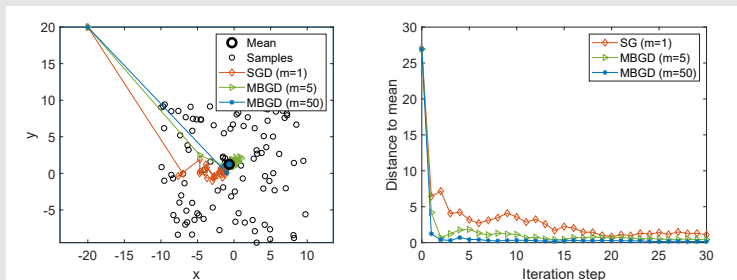 20
15
10
5
0
-5
-20
-15
-10
-5
0
5
10
x
y
Mean
Samples
SGD (m=1)
MBGD (m=5)
MBGD (m=50)
30
25
20
15
10
5
0
0
5
10
15
20
25
30
Iteration step
Distance to mean
SG (m=1)
MBGD (m=5)
MBGD (m=50)